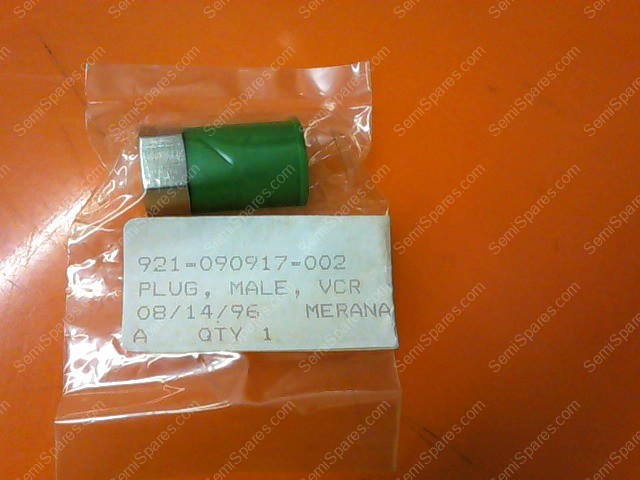 921-090917-002
PLUG, MALE, VCR
08/14/96 MERANA
A QTY 1
SemiSpares.com